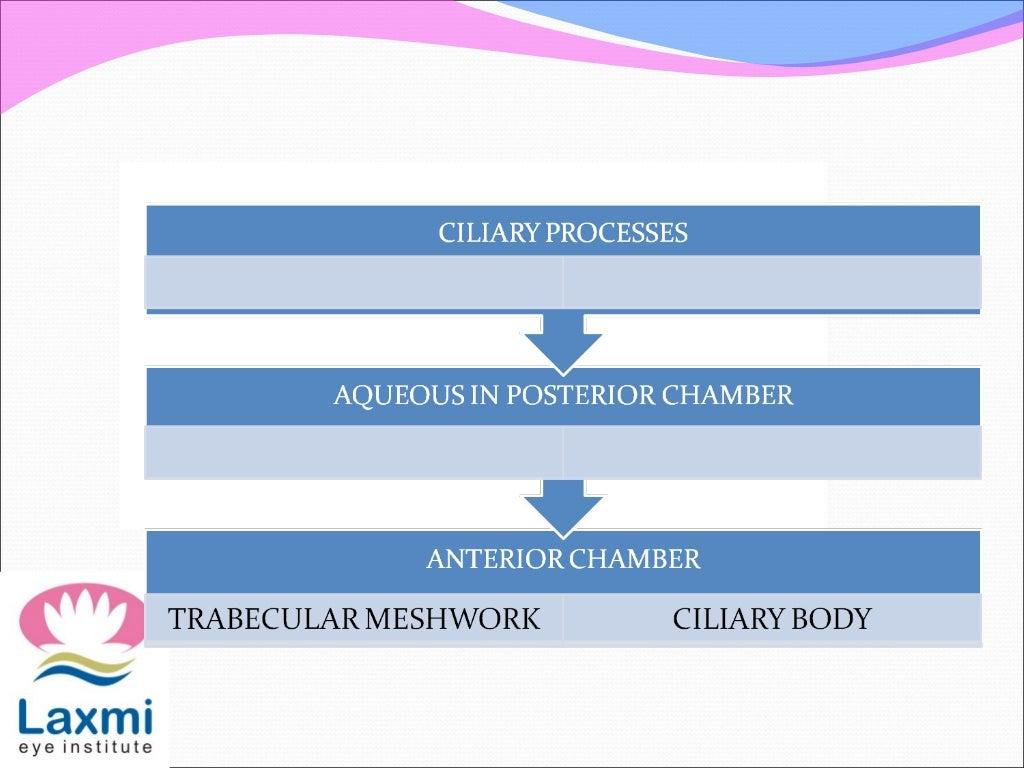 CILIARY PROCESSES
AQUEOUS IN POSTERIOR CHAMBER
ANTERIOR CHAMBER
TRABECULAR MESHWORK CILIARY BODY
Laxmi
eye institute